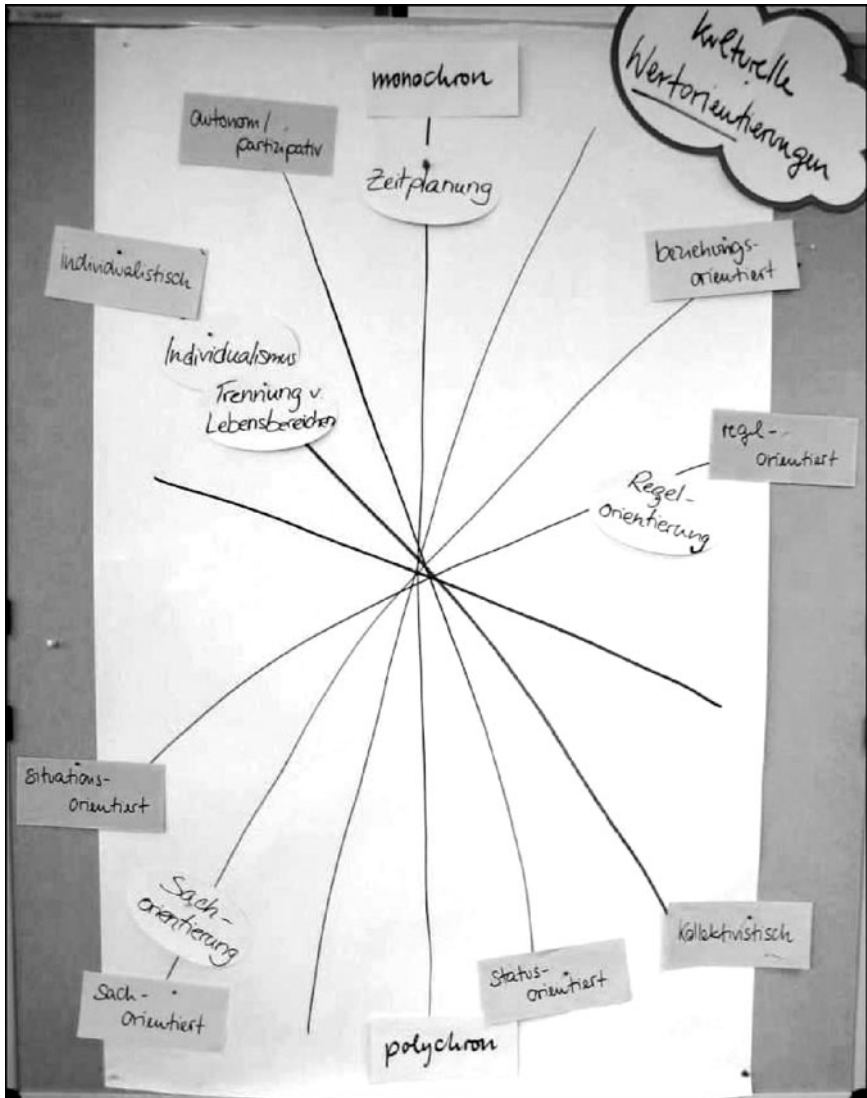 kulturelle
Wertorientierungen
monochron
Zeitplanung
autonom/
partizipativ
individualistisch
Individualismus
Trennung v.
Lebensbereichen
beziehungs-
orientiert
regel-
orientiert
Regel-
orientierung
situations-
orientiert
Sach-
orientierung
sach-
orientiert
polychron
status-
orientiert
kollektivistisch